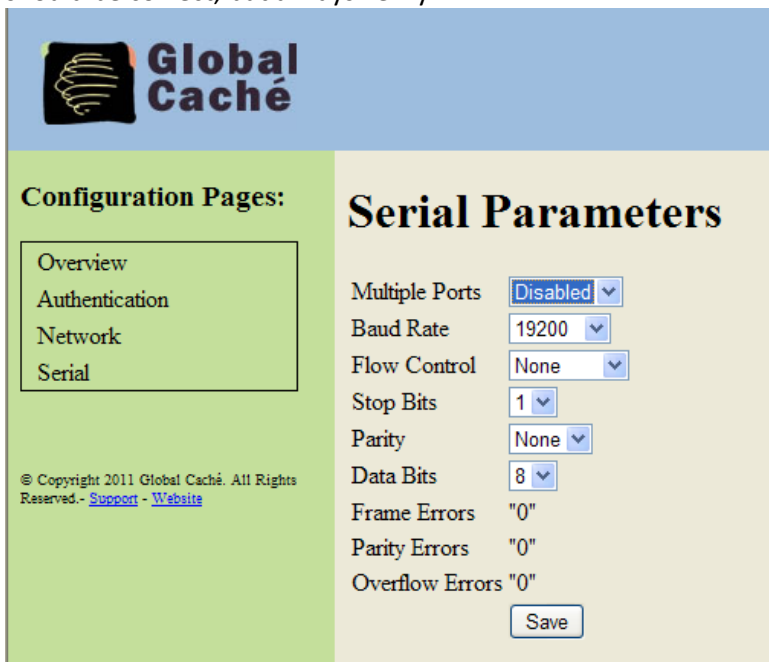 Global
Caché
Configuration Pages:
Overview
Authentication
Network
Serial
© Copyright 2011 Global Caché. All Rights
Reserved.- Support - Website
Serial Parameters
Multiple Ports Disabled
Baud Rate 19200
Flow Control None
Stop Bits 1
Parity None
Data Bits 8
Frame Errors "0"
Parity Errors "0"
Overflow Errors "0"
Save